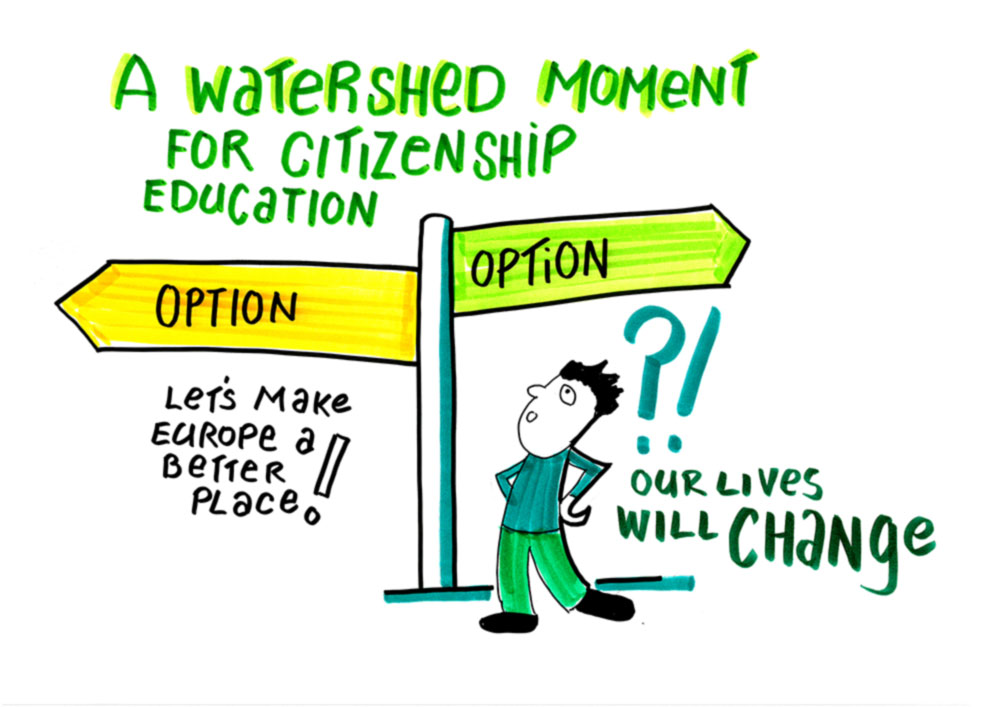 A WATERSHED MOMENT
FOR CITIZENSHIP
EDUCATION
OPTION
OPTION
LET'S MAKE
EUROPE A
BETTER
PLACE!
?!
OUR LIVES
WILL CHANGE